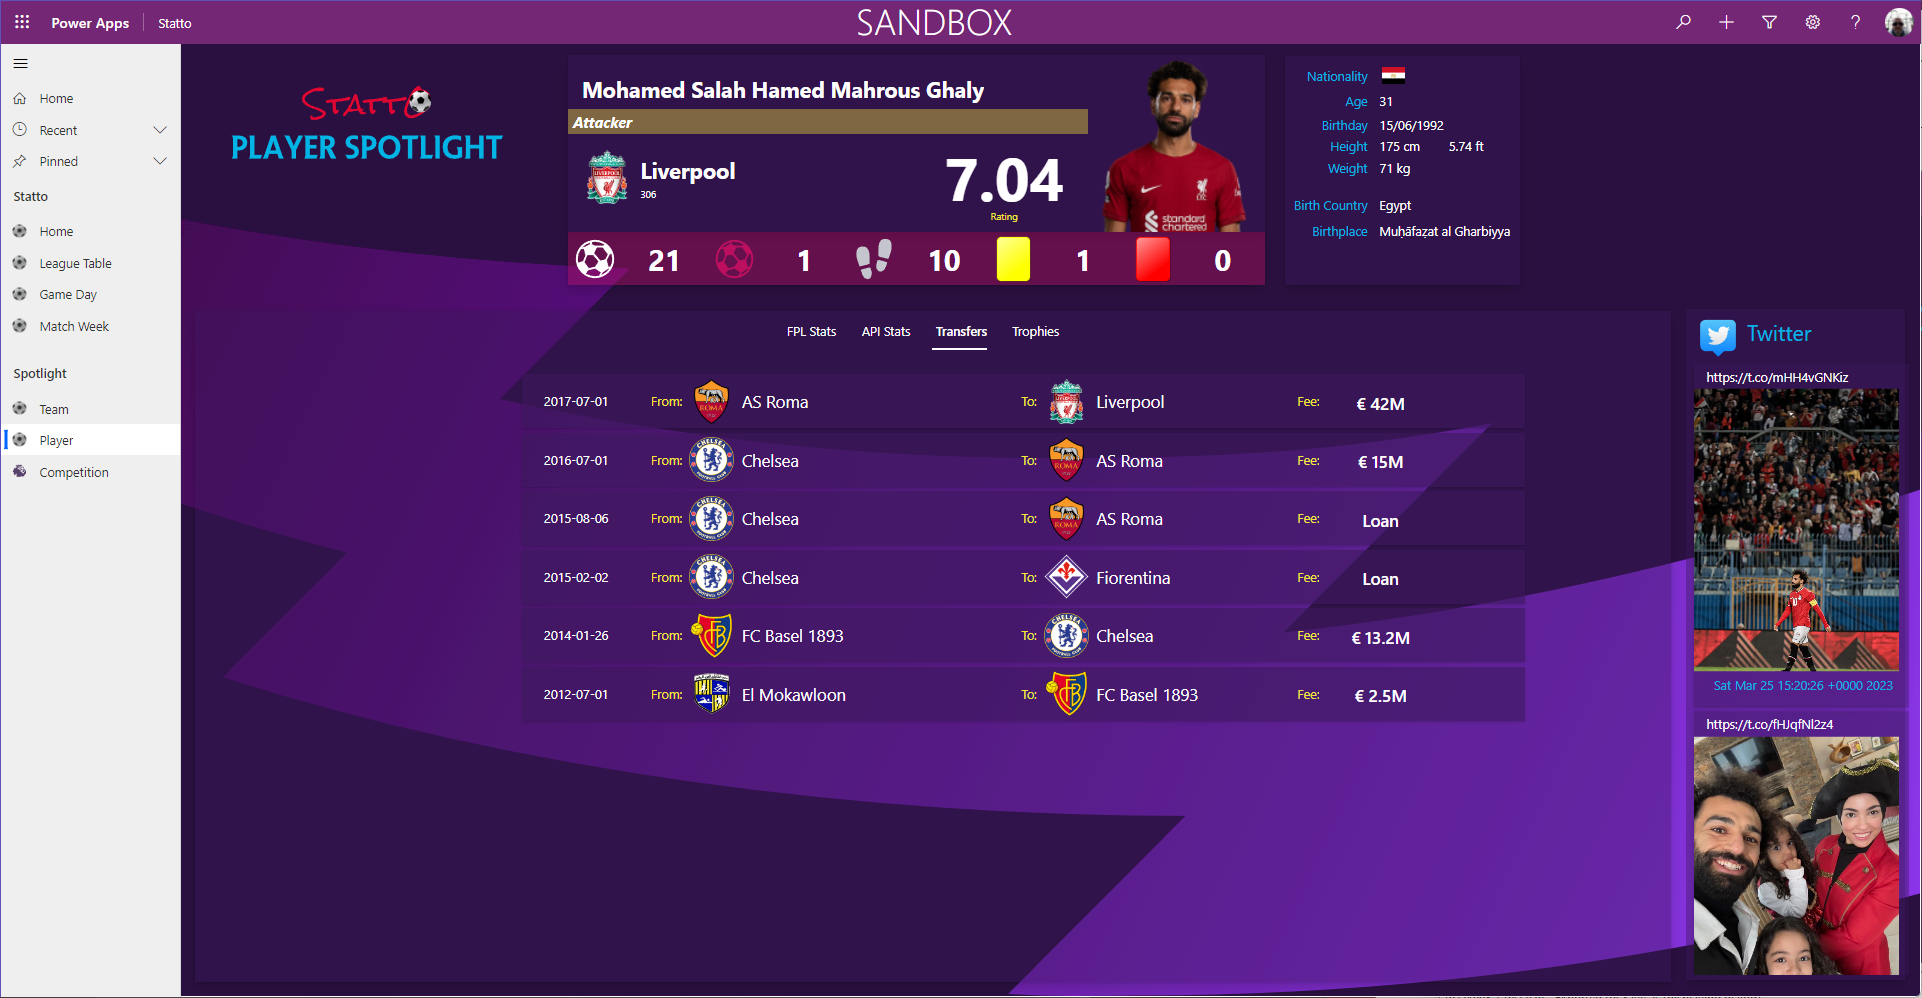 Power Apps
Statto
SANDBOX
Home
Recent
Pinned
Statto
Home
League Table
Game Day
Match Week
Spotlight
Team
Player
Competition
Statto
PLAYER SPOTLIGHT
Mohamed Salah Hamed Mahrous Ghaly
Attacker
Liverpool
306
7.04
Rating
standard
chartered
21 1 10 1 0
Nationality
Age 31
Birthday 15/06/1992
Height 175 cm 5.74 ft
Weight 71 kg
Birth Country Egypt
Birthplace Muḥāfaẓat al Gharbiyya
FPL Stats API Stats Transfers Trophies
2017-07-01 From: AS Roma To: Liverpool Fee: € 42M
2016-07-01 From: Chelsea To: AS Roma Fee: € 15M
2015-08-06 From: Chelsea To: AS Roma Fee: Loan
2015-02-02 From: Chelsea To: Fiorentina Fee: Loan
2014-01-26 From: FC Basel 1893 To: Chelsea Fee: € 13.2M
2012-07-01 From: El Mokawloon To: FC Basel 1893 Fee: € 2.5M
Twitter
https://t.co/mHH4vGNKiz
Sat Mar 25 15:20:26 +0000 2023
https://t.co/fHJqfNl2z4